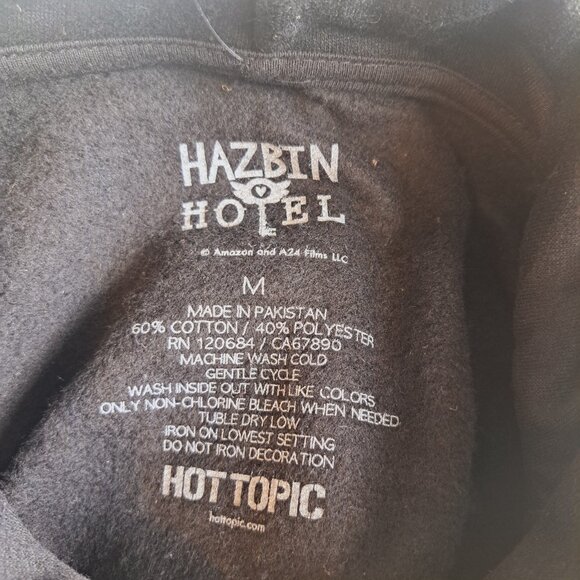 HAZBIN
HOTEL
© Amazon and A24 Films LLC
M
MADE IN PAKISTAN
60% COTTON / 40% POLYESTER
RN 120684 / CA67890
MACHINE WASH COLD
GENTLE CYCLE
WASH INSIDE OUT WITH LIKE COLORS
ONLY NON-CHLORINE BLEACH WHEN NEEDED
TUBLE DRY LOW
IRON ON LOWEST SETTING
DO NOT IRON DECORATION
HOT TOPIC
hottopic.com